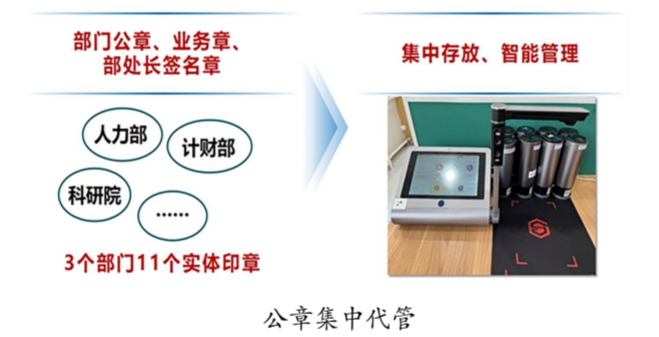 部门公章、业务章、
部处长签名章
人力部
计财部
科研院
……
3个部门11个实体印章
集中存放、智能管理
公章集中代管